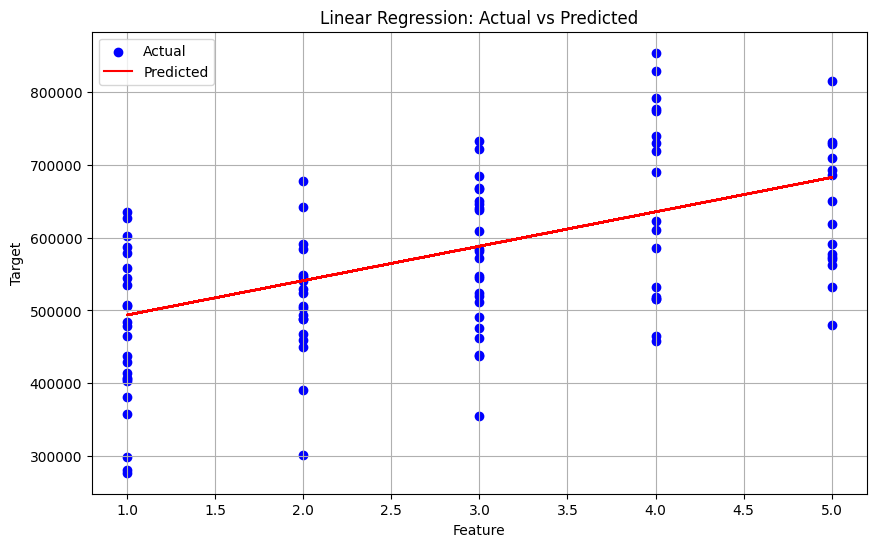 Linear Regression: Actual vs Predicted
Actual
Predicted
800000
700000
600000
500000
400000
300000
Target
1.0 1.5 2.0 2.5 3.0 3.5 4.0 4.5 5.0
Feature